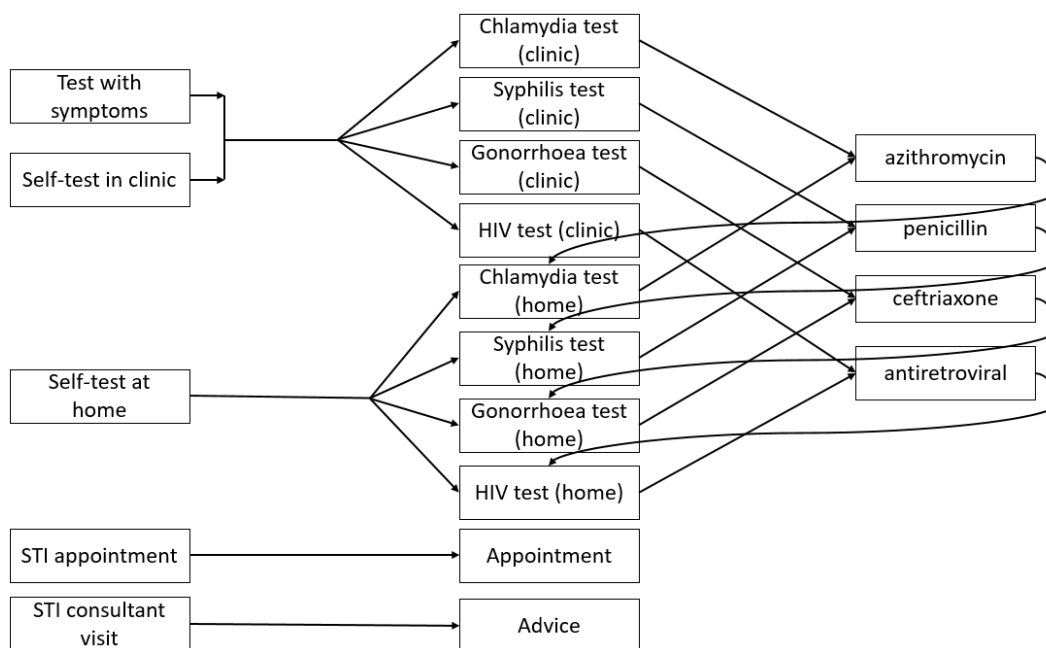 Test with
symptoms
Self-test in clinic
Self-test at
home
STI appointment
STI consultant
visit
Chlamydia test
(clinic)
Syphilis test
(clinic)
Gonorrhoea test
(clinic)
HIV test (clinic)
Chlamydia test
(home)
Syphilis test
(home)
Gonorrhoea test
(home)
HIV test (home)
Appointment
Advice
azithromycin
penicillin
ceftriaxone
antiretroviral